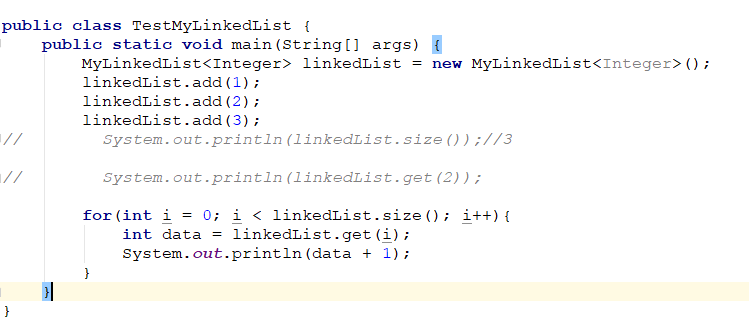 public class TestMyLinkedList {
    public static void main(String[] args) {
        MyLinkedList<Integer> linkedList = new MyLinkedList<Integer>();
        linkedList.add(1);
        linkedList.add(2);
        linkedList.add(3);
//        System.out.println(linkedList.size());//3
//        System.out.println(linkedList.get(2));
        for(int i = 0; i < linkedList.size(); i++){
            int data = linkedList.get(i);
            System.out.println(data + 1);
        }
    }
}